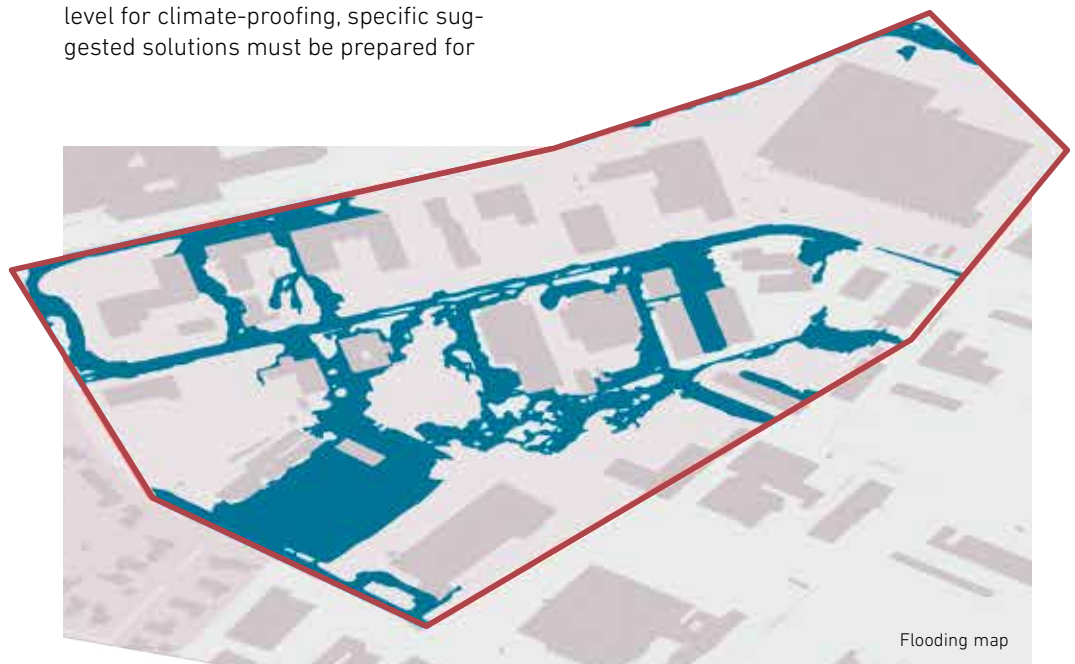 level for climate-proofing, specific sug-
gested solutions must be prepared for
Flooding map